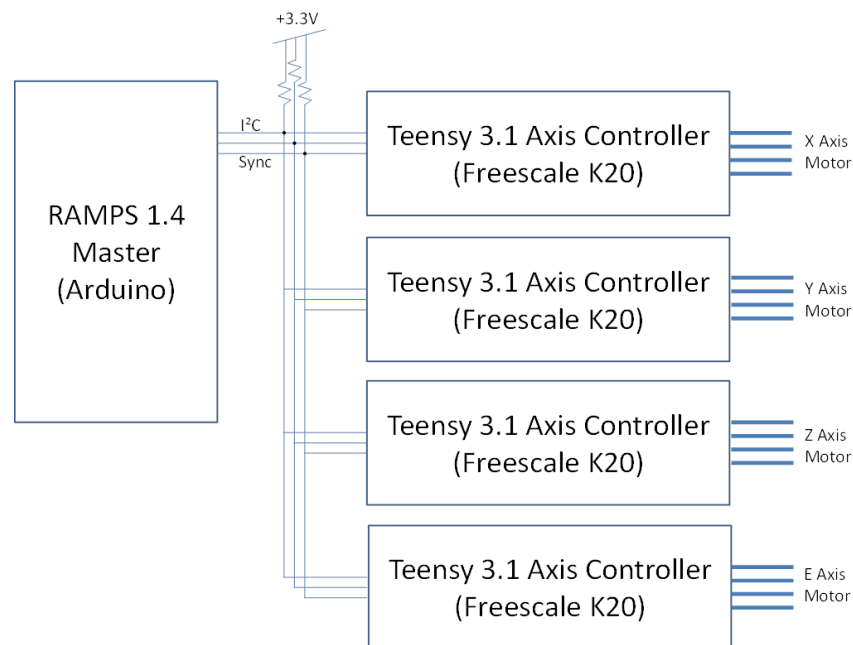 +3.3V
I²C
Sync
RAMPS 1.4
Master
(Arduino)
Teensy 3.1 Axis Controller
(Freescale K20)
X Axis
Motor
Teensy 3.1 Axis Controller
(Freescale K20)
Y Axis
Motor
Teensy 3.1 Axis Controller
(Freescale K20)
Z Axis
Motor
Teensy 3.1 Axis Controller
(Freescale K20)
E Axis
Motor